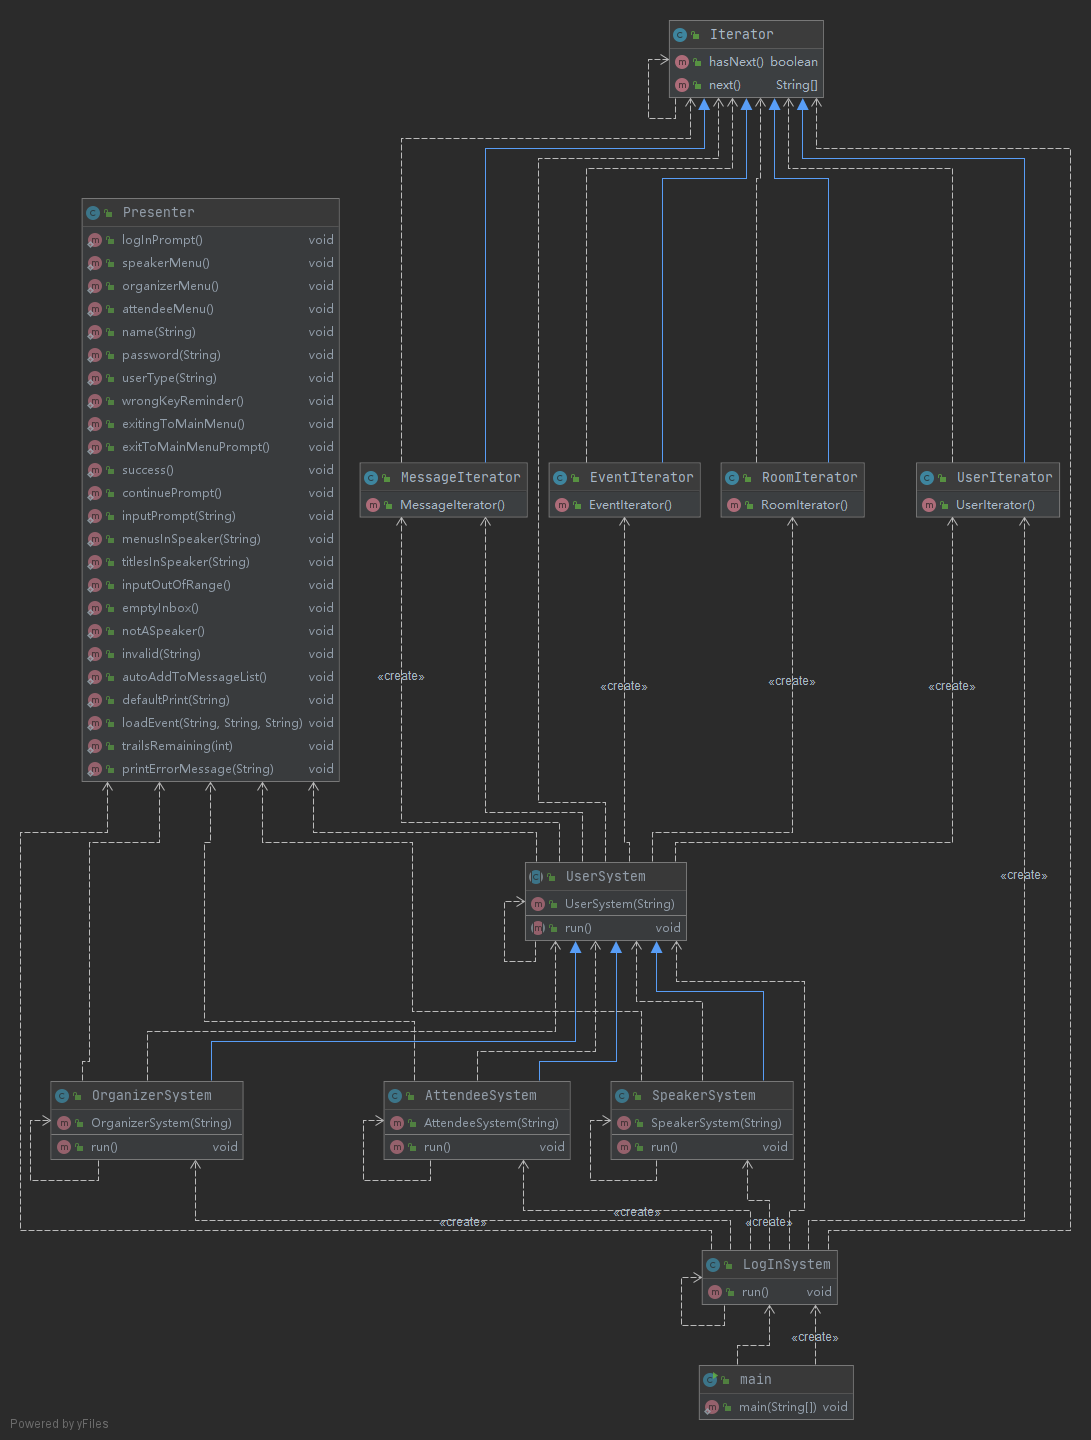 Iterator
hasNext() boolean
next() String[]
Presenter
logInPrompt() void
speakerMenu() void
organizerMenu() void
attendeeMenu() void
name(String) void
password(String) void
userType(String) void
wrongKeyReminder() void
exitingToMainMenu() void
exitToMainMenuPrompt() void
success() void
continuePrompt() void
inputPrompt(String) void
menusInSpeaker(String) void
titlesInSpeaker(String) void
inputOutOfRange() void
emptyInbox() void
notASpeaker() void
invalid(String) void
autoAddToMessageList() void
defaultPrint(String) void
loadEvent(String, String, String) void
trailsRemaining(int) void
printErrorMessage(String) void
MessageIterator
MessageIterator()
EventIterator
EventIterator()
RoomIterator
RoomIterator()
UserIterator
UserIterator()
«create»
«create»
«create»
«create»
«create»
UserSystem
UserSystem(String)
run() void
OrganizerSystem
OrganizerSystem(String)
run() void
AttendeeSystem
AttendeeSystem(String)
run() void
SpeakerSystem
SpeakerSystem(String)
run() void
«create»
«create»
«create»
LogInSystem
run() void
«create»
main
main(String[]) void
Powered by yFiles